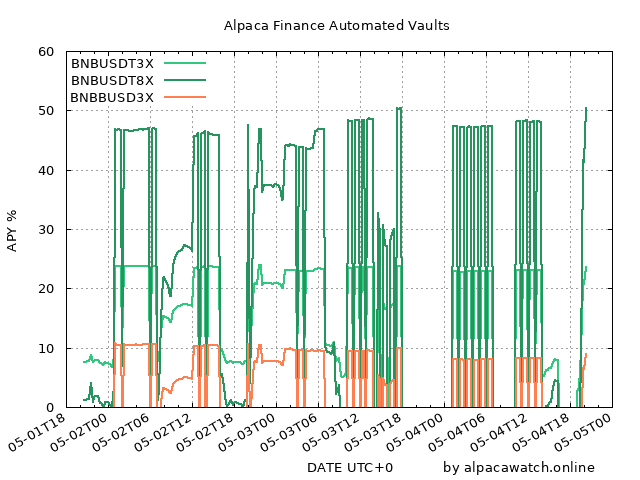 Alpaca Finance Automated Vaults
60
50
40
30
20
10
0
APY %
BNBUSDT3X
BNBUSDT8X
BNBBUSD3X
05-01T18
05-02T00
05-02T06
05-02T12
05-02T18
05-03T00
05-03T06
05-03T12
05-03T18
05-04T00
05-04T06
05-04T12
05-04T18
05-05T00
DATE UTC+0
by alpacawatch.online